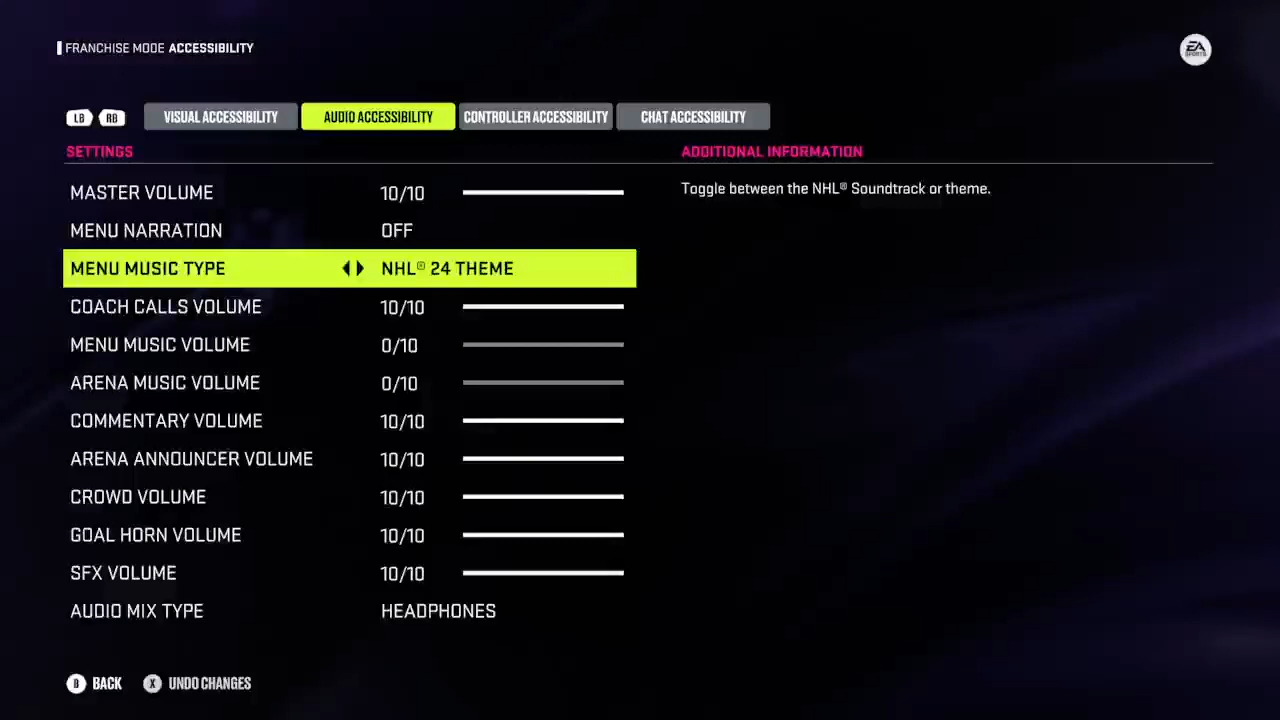 FRANCHISE MODE ACCESSIBILITY
EA SPORTS
LB RB VISUAL ACCESSIBILITY AUDIO ACCESSIBILITY CONTROLLER ACCESSIBILITY CHAT ACCESSIBILITY
SETTINGS
MASTER VOLUME 10/10
MENU NARRATION OFF
MENU MUSIC TYPE NHL® 24 THEME
COACH CALLS VOLUME 10/10
MENU MUSIC VOLUME 0/10
ARENA MUSIC VOLUME 0/10
COMMENTARY VOLUME 10/10
ARENA ANNOUNCER VOLUME 10/10
CROWD VOLUME 10/10
GOAL HORN VOLUME 10/10
SFX VOLUME 10/10
AUDIO MIX TYPE HEADPHONES
ADDITIONAL INFORMATION
Toggle between the NHL® Soundtrack or theme.
B BACK X UNDO CHANGES